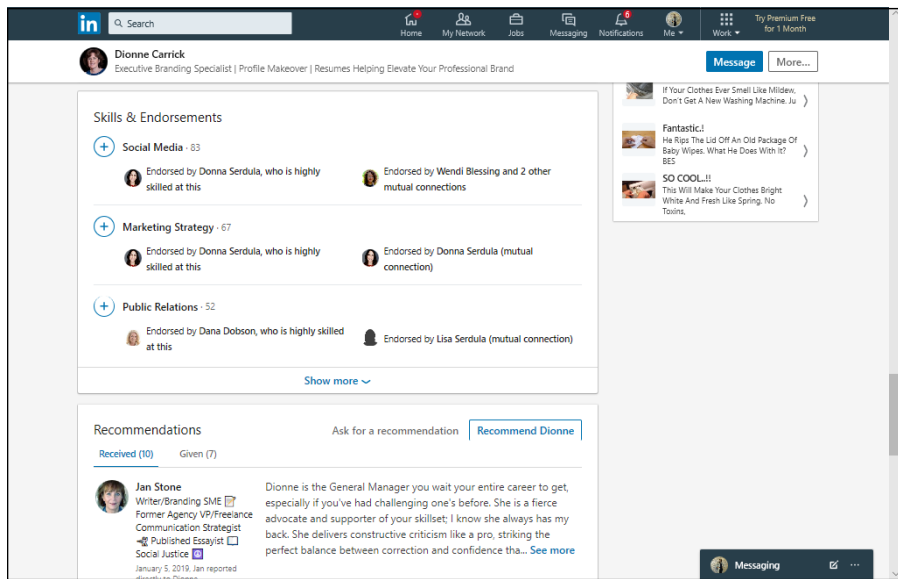 in
Search
Home
My Network
Jobs
Messaging
6
Notifications
Me
Work
Try Premium Free
for 1 Month
Dionne Carrick
Executive Branding Specialist | Profile Makeover | Resumes Helping Elevate Your Professional Brand
Message
More...
Skills & Endorsements
Social Media · 83
Endorsed by Donna Serdula, who is highly
skilled at this
Endorsed by Wendi Blessing and 2 other
mutual connections
Marketing Strategy · 67
Endorsed by Donna Serdula, who is highly
skilled at this
Endorsed by Donna Serdula (mutual
connection)
Public Relations · 52
Endorsed by Dana Dobson, who is highly skilled
at this
Endorsed by Lisa Serdula (mutual connection)
Show more
If Your Clothes Ever Smell Like Mildew,
Don't Get A New Washing Machine. Ju
Fantastic.!
He Rips The Lid Off An Old Package Of
Baby Wipes. What He Does With It?
BES
SO COOL..!!
This Will Make Your Clothes Bright
White And Fresh Like Spring. No
Toxins,
Recommendations
Ask for a recommendation
Recommend Dionne
Received (10)
Given (7)
Jan Stone
Writer/Branding SME
Former Agency VP/Freelance
Communication Strategist
Published Essayist
Social Justice
January 5, 2019, Jan reported
directly to Dionne
Dionne is the General Manager you wait your entire career to get,
especially if you've had challenging one's before. She is a fierce
advocate and supporter of your skillset; I know she always has my
back. She delivers constructive criticism like a pro, striking the
perfect balance between correction and confidence tha... See more
Messaging